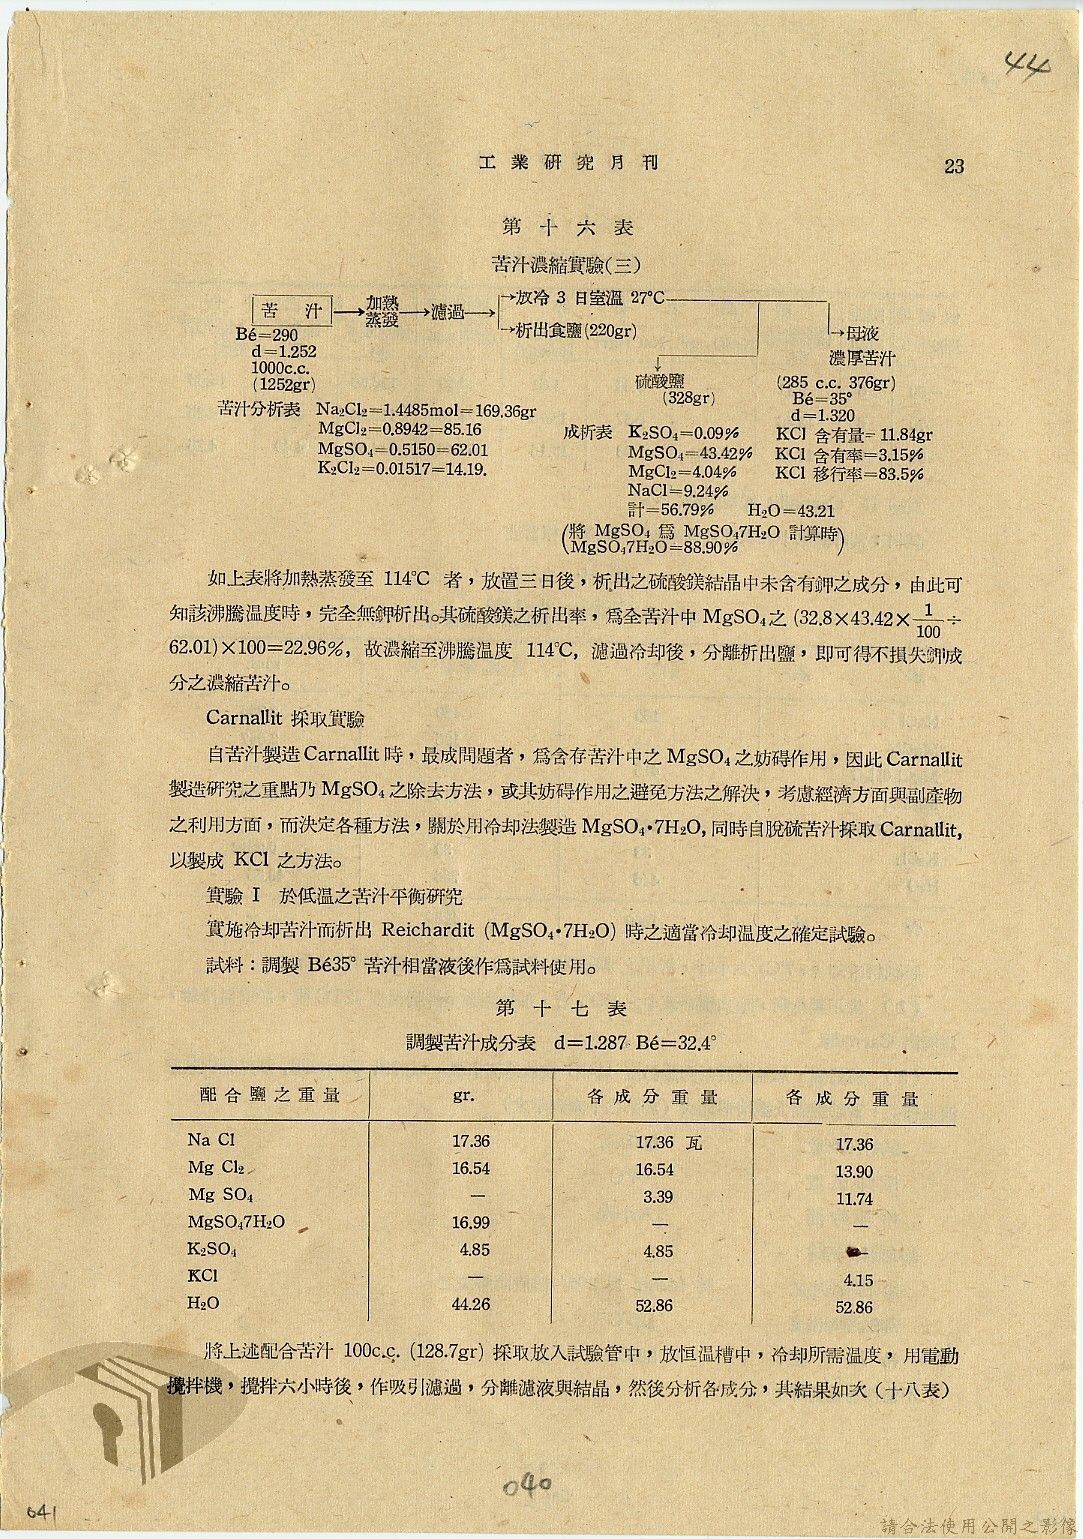 44
工業研究月刊 23
第十六表
苦汁濃縮實驗(三)
苦汁→加熱蒸發→濾過→
→放冷 3 日室溫 27°C
→析出食鹽(220gr)
Bé=290
d=1.252
1000c.c.
(1252gr)
→母液
濃厚苦汁
(285 c.c. 376gr)
Bé=35°
d=1.320
硫酸鹽
(328gr)
苦汁分析表 Na₂Cl₂=1.4485mol=169.36gr
MgCl₂=0.8942=85.16
MgSO₄=0.5150=62.01
K₂Cl₂=0.01517=14.19.
成析表 K₂SO₄=0.09%
MgSO₄=43.42%
MgCl₂=4.04%
NaCl=9.24%
計=56.79% H₂O=43.21
(將 MgSO₄ 爲 MgSO₄7H₂O 計算時
MgSO₄7H₂O=88.90%)
KCl 含有量=11.84gr
KCl 含有率=3.15%
KCl 移行率=83.5%
如上表將加熱蒸發至 114°C 者，放置三日後，析出之硫酸鎂結晶中未含有鉀之成分，由此可
知該沸騰温度時，完全無鉀析出。其硫酸鎂之析出率，爲全苦汁中 MgSO₄之 (32.8×43.42×1/100÷
62.01)×100=22.96%, 故濃縮至沸騰温度 114°C, 濾過冷却後，分離析出鹽，即可得不損失鉀成
分之濃縮苦汁。
Carnallit 採取實驗
自苦汁製造 Carnallit 時，最成問題者，爲含存苦汁中之 MgSO₄ 之妨碍作用，因此 Carnallit
製造研究之重點乃 MgSO₄ 之除去方法，或其妨碍作用之避免方法之解決，考慮經濟方面與副產物
之利用方面，而決定各種方法，關於用冷却法製造 MgSO₄•7H₂O, 同時自脫硫苦汁採取 Carnallit,
以製成 KCl 之方法。
實驗 I 於低温之苦汁平衡研究
實施冷却苦汁而析出 Reichardit (MgSO₄•7H₂O) 時之適當冷却温度之確定試驗。
試料：調製 Bé35° 苦汁相當液後作爲試料使用。
第十七表
調製苦汁成分表 d=1.287 Bé=32.4°
配合鹽之重量 gr. 各成分重量 各成分重量
Na Cl 17.36 17.36 瓦 17.36
Mg Cl₂ 16.54 16.54 13.90
Mg SO₄ — 3.39 11.74
MgSO₄7H₂O 16.99 — —
K₂SO₄ 4.85 4.85 —
KCl — — 4.15
H₂O 44.26 52.86 52.86
將上述配合苦汁 100c.c. (128.7gr) 採取放入試驗管中，放恒温槽中，冷却所需温度，用電動
攪拌機，攪拌六小時後，作吸引濾過，分離濾液與結晶，然後分析各成分，其結果如次（十八表）
040
041
請合法使用公開之影像